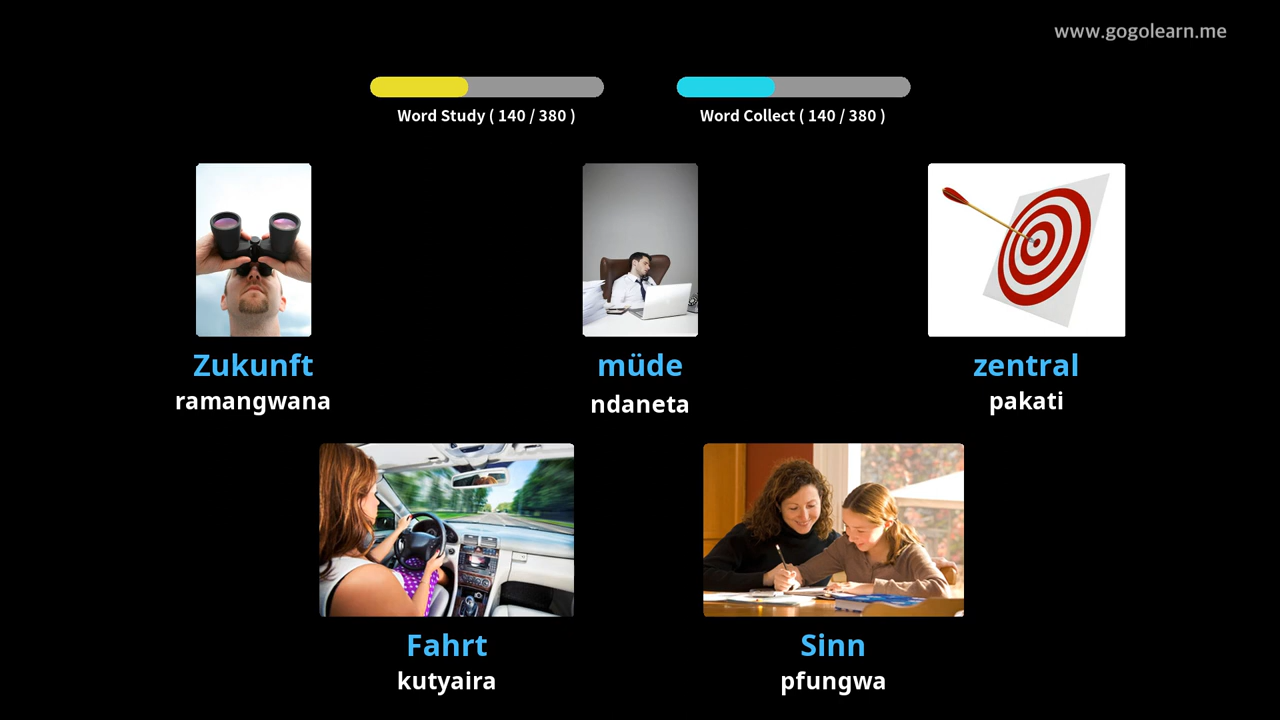 www.gogolearn.me
Word Study ( 140 / 380 )
Word Collect ( 140 / 380 )
Zukunft
ramangwana
müde
ndaneta
zentral
pakati
Fahrt
kutyaira
Sinn
pfungwa